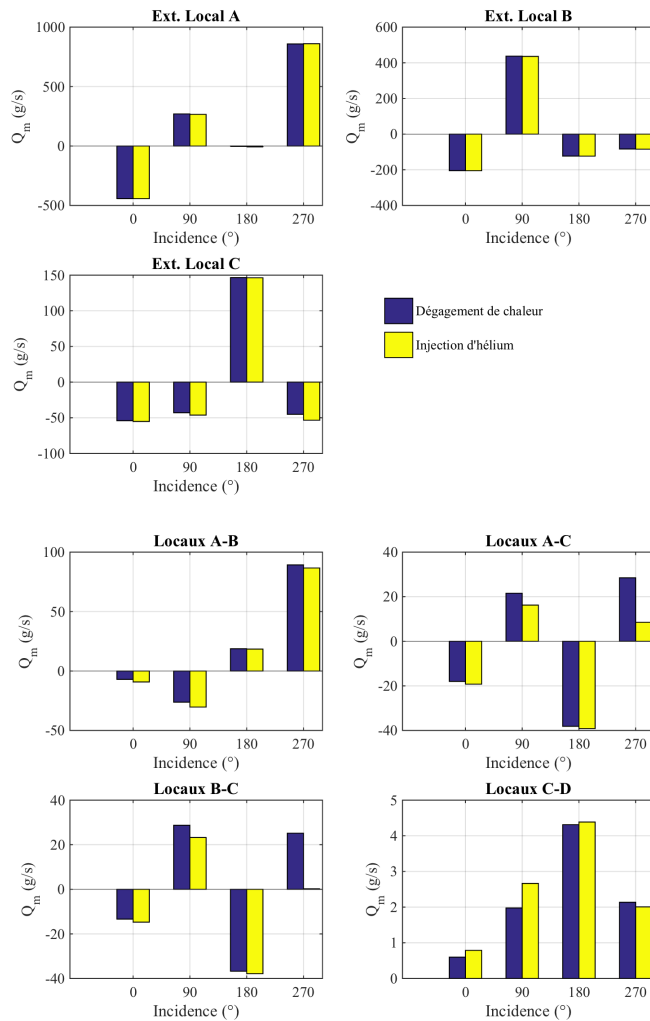 Ext. Local A
1000
500
0
-500
Q_m (g/s)
0 90 180 270
Incidence (°)
Ext. Local B
600
400
200
0
-200
-400
Q_m (g/s)
0 90 180 270
Incidence (°)
Ext. Local C
150
100
50
0
-50
-100
Q_m (g/s)
0 90 180 270
Incidence (°)
Dégagement de chaleur
Injection d'hélium
Locaux A-B
100
50
0
-50
Q_m (g/s)
0 90 180 270
Incidence (°)
Locaux A-C
40
20
0
-20
-40
Q_m (g/s)
0 90 180 270
Incidence (°)
Locaux B-C
40
20
0
-20
-40
Q_m (g/s)
0 90 180 270
Incidence (°)
Locaux C-D
5
4
3
2
1
0
Q_m (g/s)
0 90 180 270
Incidence (°)